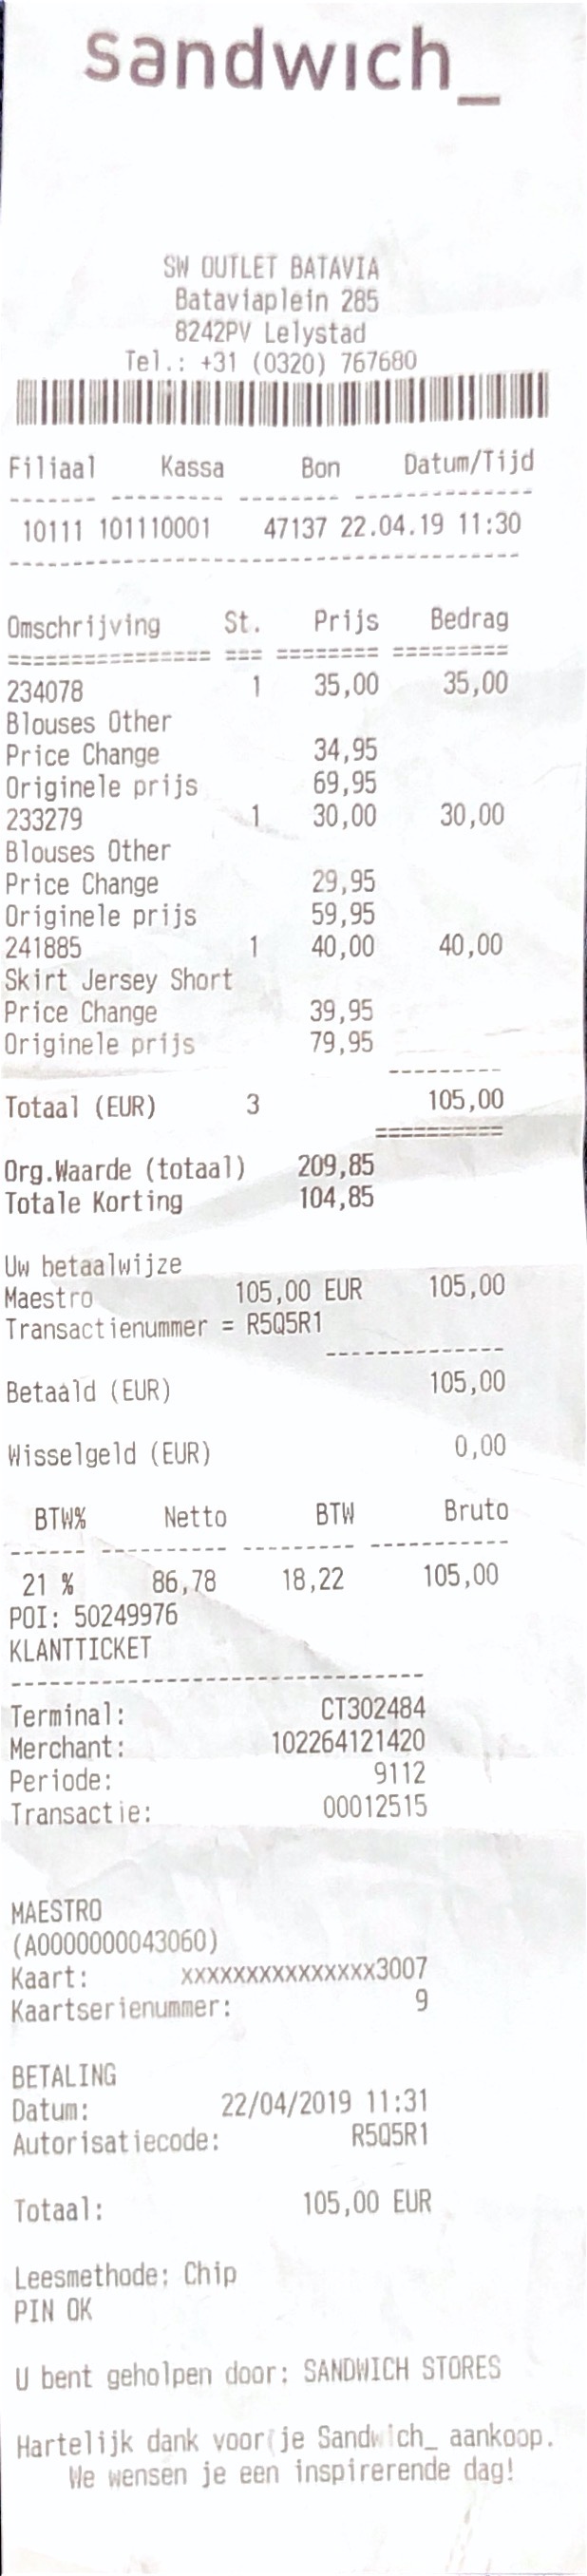 sandwich_
SW OUTLET BATAVIA
Bataviaplein 285
8242PV Lelystad
Tel.: +31 (0320) 767680
Filiaal Kassa Bon Datum/Tijd
------- --------- -------- --------------
10111 101110001 47137 22.04.19 11:30
-----------------------------------------
Omschrijving St. Prijs Bedrag
================ === ======== =========
234078 1 35,00 35,00
Blouses Other
Price Change 34,95
Originele prijs 69,95
233279 1 30,00 30,00
Blouses Other
Price Change 29,95
Originele prijs 59,95
241885 1 40,00 40,00
Skirt Jersey Short
Price Change 39,95
Originele prijs 79,95
---------
Totaal (EUR) 3 105,00
==========
Org.Waarde (totaal) 209,85
Totale Korting 104,85
Uw betaalwijze
Maestro 105,00 EUR 105,00
Transactienummer = R5Q5R1
--------------
Betaald (EUR) 105,00
Wisselgeld (EUR) 0,00
BTW% Netto BTW Bruto
------ ---------- --------- -----------
21 % 86,78 18,22 105,00
POI: 50249976
KLANTTICKET
---------------------------------
Terminal: CT302484
Merchant: 102264121420
Periode: 9112
Transactie: 00012515
MAESTRO
(A0000000043060)
Kaart: xxxxxxxxxxxxxxx3007
Kaartserienummer: 9
BETALING
Datum: 22/04/2019 11:31
Autorisatiecode: R5Q5R1
Totaal: 105,00 EUR
Leesmethode: Chip
PIN OK
U bent geholpen door: SANDWICH STORES
Hartelijk dank voor je Sandwich_ aankoop.
We wensen je een inspirerende dag!